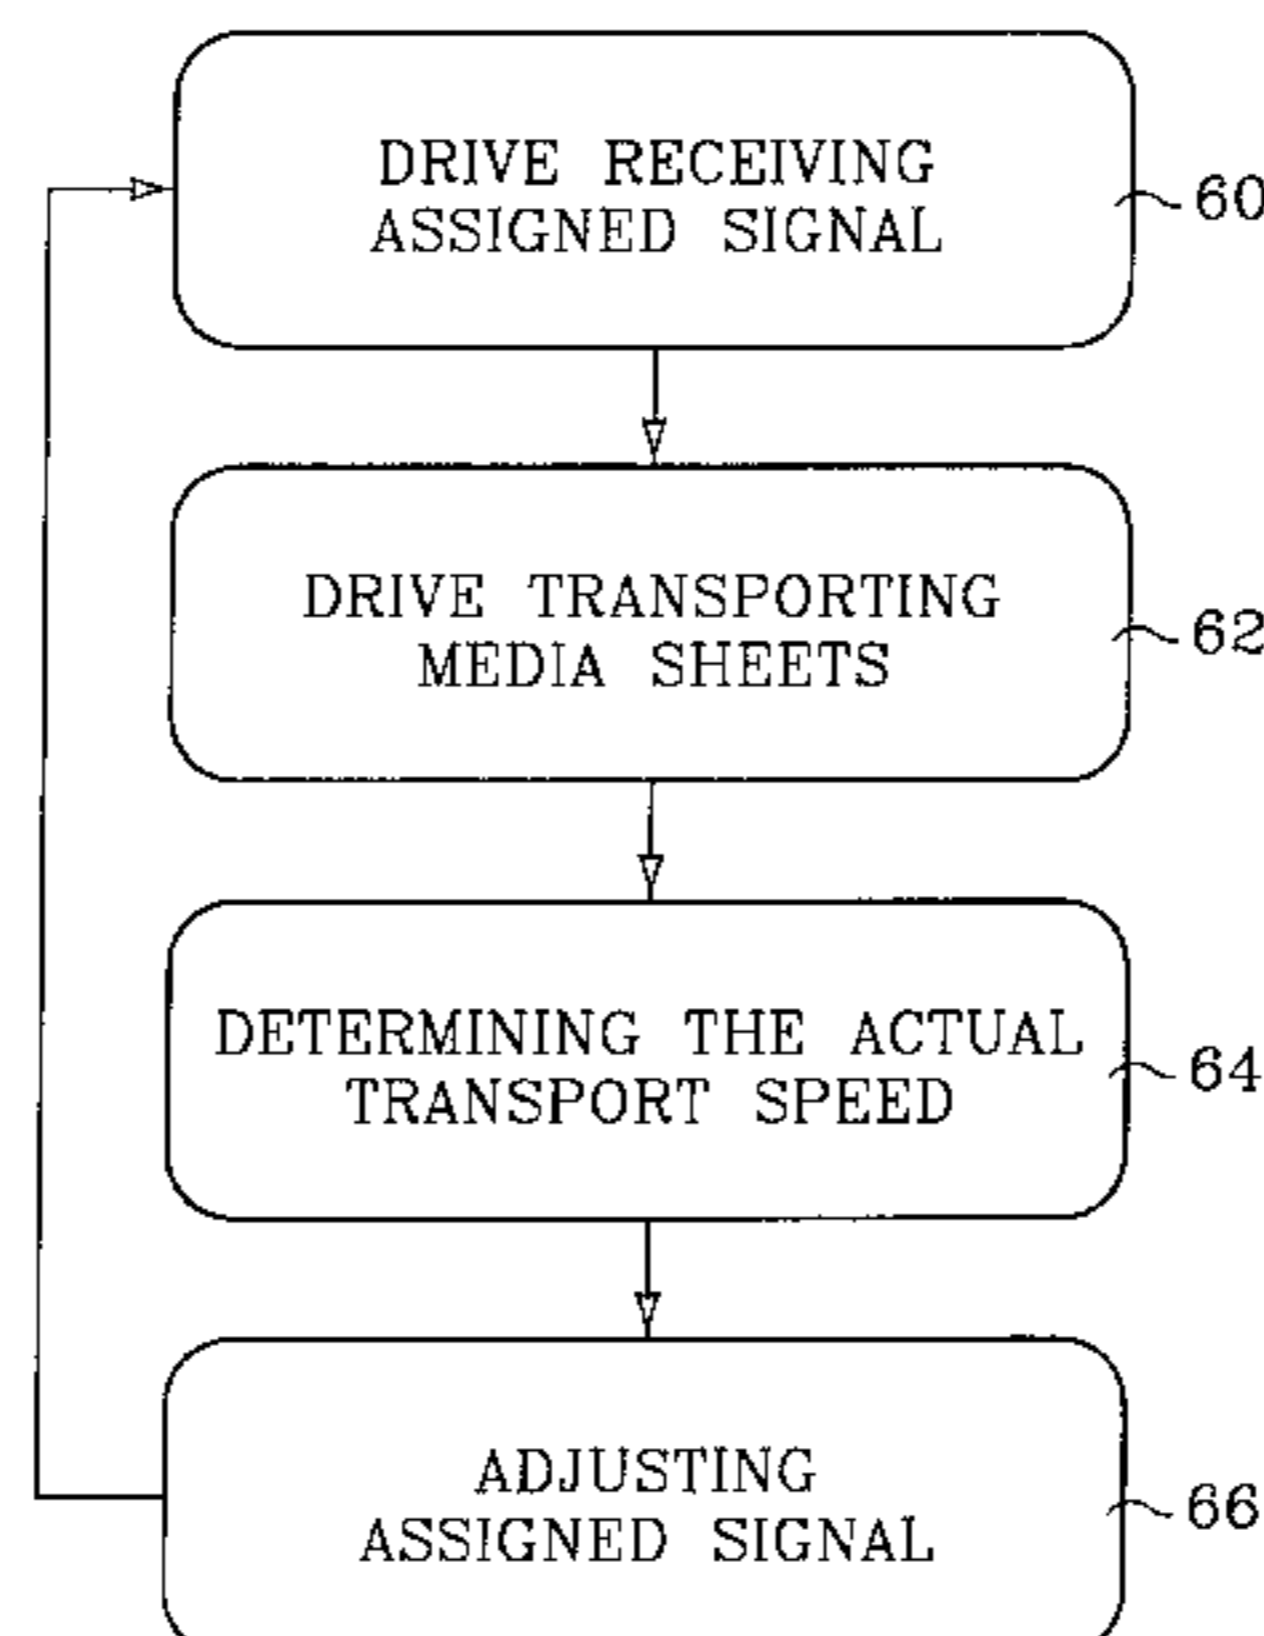 DRIVE RECEIVING
ASSIGNED SIGNAL
60
DRIVE TRANSPORTING
MEDIA SHEETS
62
DETERMINING THE ACTUAL
TRANSPORT SPEED
64
ADJUSTING
ASSIGNED SIGNAL
66